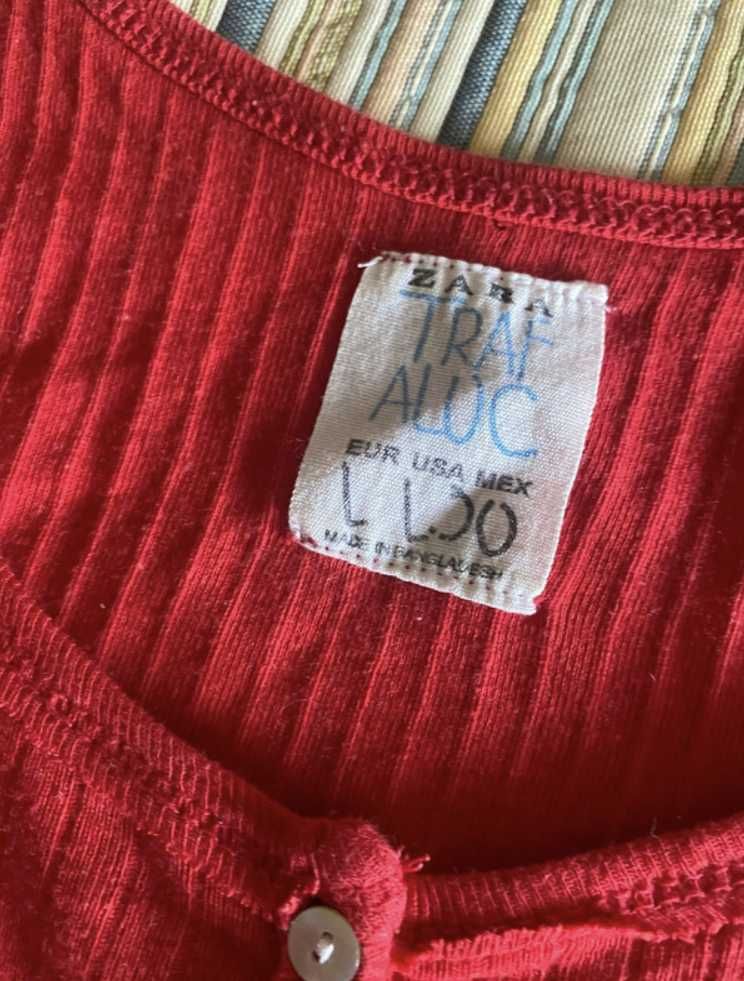 ZARA
TRAF
ALUC
EUR USA MEX
L L 30
MADE IN BANGLADESH